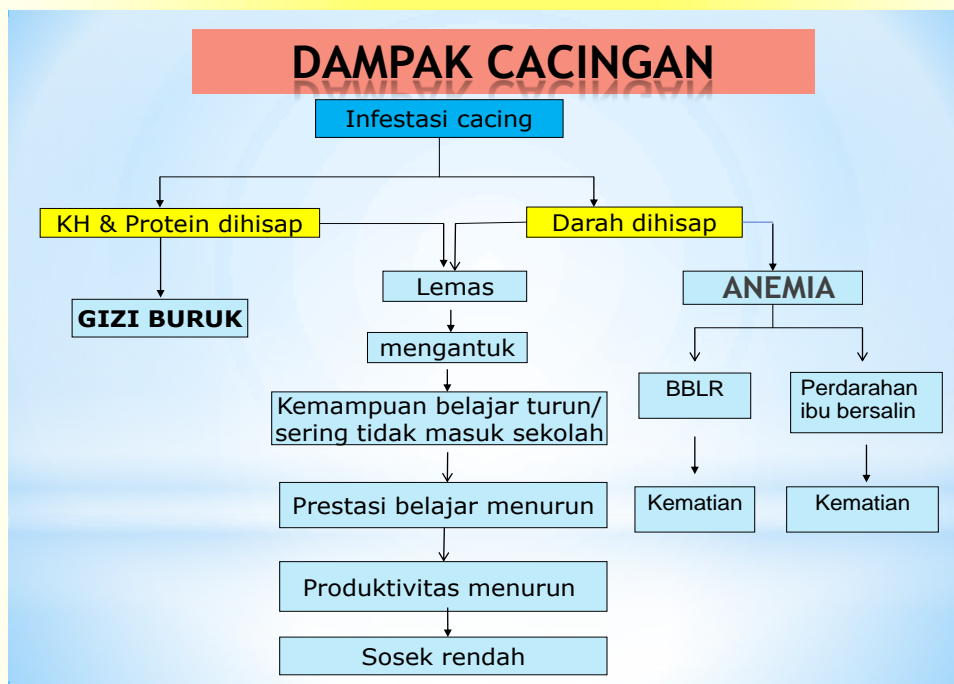 DAMPAK CACINGAN
Infestasi cacing
KH & Protein dihisap
Darah dihisap
Lemas
ANEMIA
GIZI BURUK
mengantuk
BBLR
Perdarahan
ibu bersalin
Kemampuan belajar turun/
sering tidak masuk sekolah
Prestasi belajar menurun
Kematian
Kematian
Produktivitas menurun
Sosek rendah